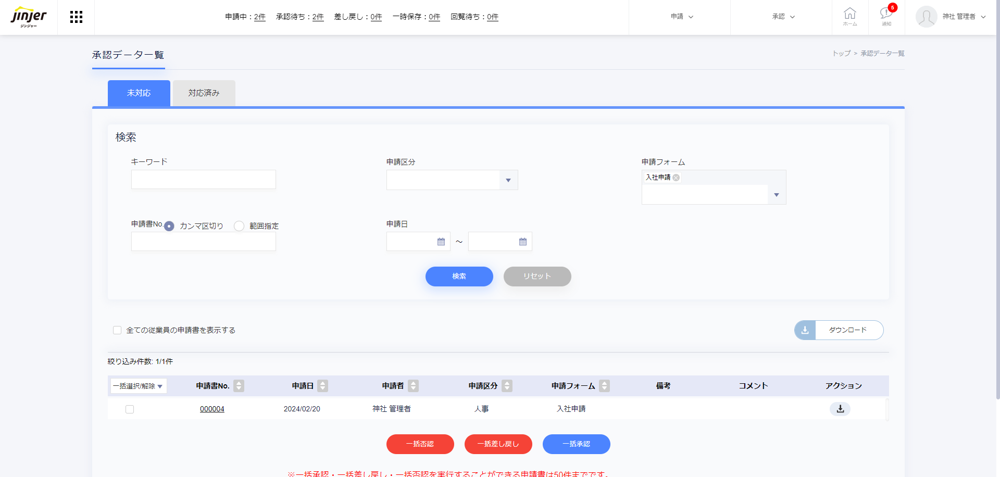 jinjer
ジンジャー
申請中：2件 承認待ち：2件 差し戻し：0件 一時保存：0件 回覧待ち：0件
申請
承認
ホーム
5
通知
神社 管理者
承認データ一覧
トップ > 承認データ一覧
未対応
対応済み
検索
キーワード
申請区分
申請フォーム
入社申請
申請書No.
カンマ区切り
範囲指定
申請日
～
検索
リセット
全ての従業員の申請書を表示する
ダウンロード
絞り込み件数: 1/1件
一括選択/解除 申請書No. 申請日 申請者 申請区分 申請フォーム 備考 コメント アクション
000004 2024/02/20 神社 管理者 人事 入社申請
一括否認
一括差し戻し
一括承認
※一括承認・一括差し戻し・一括否認を実行することができる申請書は50件までです。